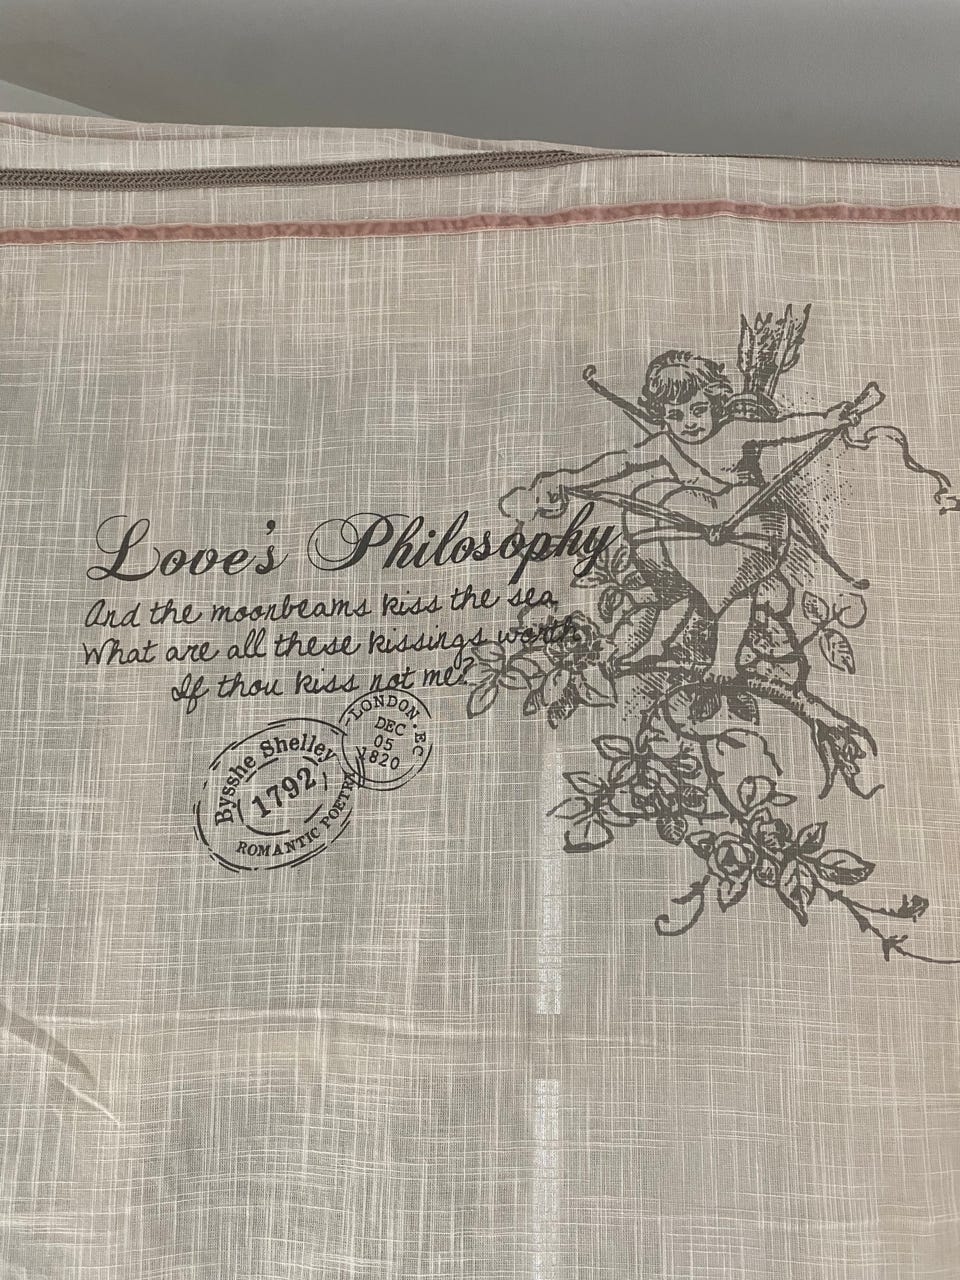 Love's Philosophy
And the moonbeams kiss the sea
What are all these kissings worth
If thou kiss not me?
LONDON · EC
DEC
05
1820
Bysshe Shelley
1792
ROMANTIC POETRY